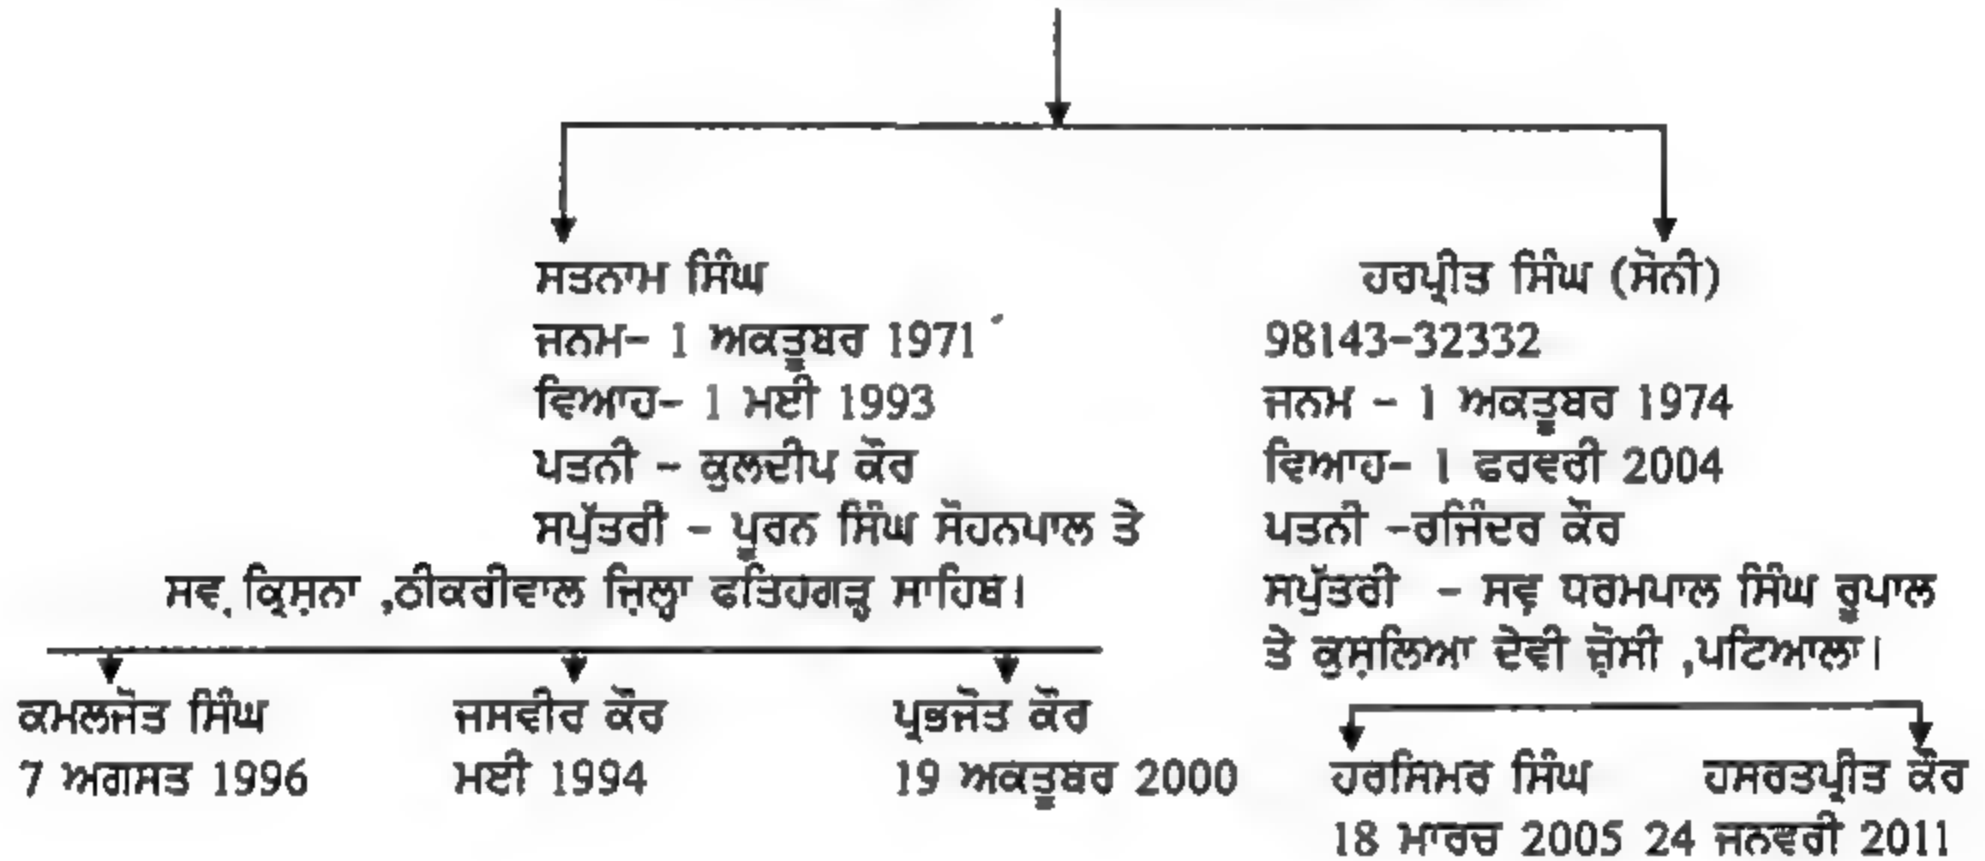 ਸਤਨਾਮ ਸਿੰਘ
ਜਨਮ- 1 ਅਕਤੂਬਰ 1971
ਵਿਆਹ- 1 ਮਈ 1993
ਪਤਨੀ - ਕੁਲਦੀਪ ਕੌਰ
ਸਪੁੱਤਰੀ - ਪੂਰਨ ਸਿੰਘ ਸੋਹਨਪਾਲ ਤੇ
ਸਵ. ਕ੍ਰਿਸ਼ਨਾ ,ਠੀਕਰੀਵਾਲ ਜ਼ਿਲ੍ਹਾ ਫਤਿਹਗੜ੍ਹ ਸਾਹਿਬ।
ਕਮਲਜੋਤ ਸਿੰਘ
7 ਅਗਸਤ 1996
ਜਸਵੀਰ ਕੌਰ
ਮਈ 1994
ਪ੍ਰਭਜੋਤ ਕੌਰ
19 ਅਕਤੂਬਰ 2000
ਹਰਪ੍ਰੀਤ ਸਿੰਘ (ਸੋਨੀ)
98143-32332
ਜਨਮ - 1 ਅਕਤੂਬਰ 1974
ਵਿਆਹ- 1 ਫਰਵਰੀ 2004
ਪਤਨੀ -ਰਜਿੰਦਰ ਕੌਰ
ਸਪੁੱਤਰੀ - ਸਵ. ਧਰਮਪਾਲ ਸਿੰਘ ਰੂਪਾਲ
ਤੇ ਕੁਸ਼ਲਿਆ ਦੇਵੀ ਜ਼ੋਸੀ ,ਪਟਿਆਲਾ।
ਹਰਸਿਮਰ ਸਿੰਘ ਹਸਰਤਪ੍ਰੀਤ ਕੌਰ
18 ਮਾਰਚ 2005 24 ਜਨਵਰੀ 2011